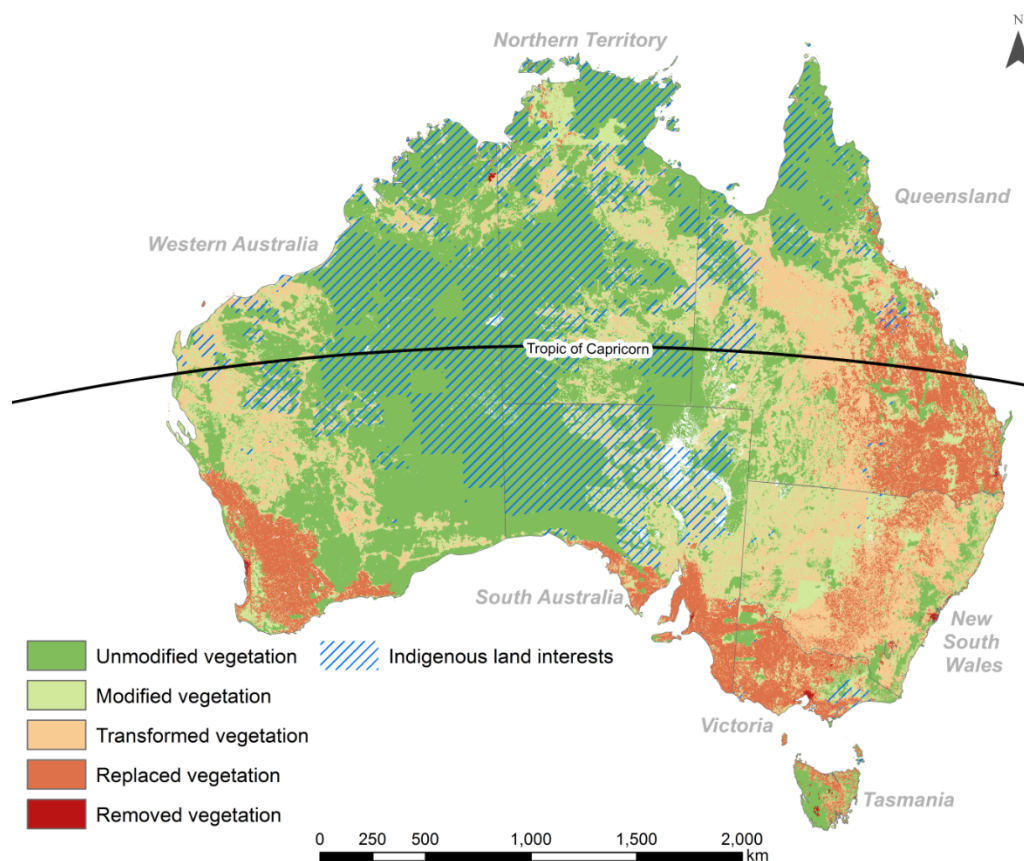 N
Northern Territory
Queensland
Western Australia
Tropic of Capricorn
South Australia
New
South
Wales
Victoria
Tasmania
Unmodified vegetation
Indigenous land interests
Modified vegetation
Transformed vegetation
Replaced vegetation
Removed vegetation
0 250 500 1,000 1,500 2,000
km